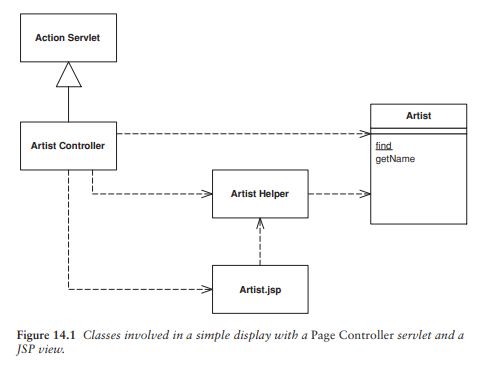 Action Servlet
Artist Controller
Artist
find
getName
Artist Helper
Artist.jsp
Figure 14.1 Classes involved in a simple display with a Page Controller servlet and a
JSP view.